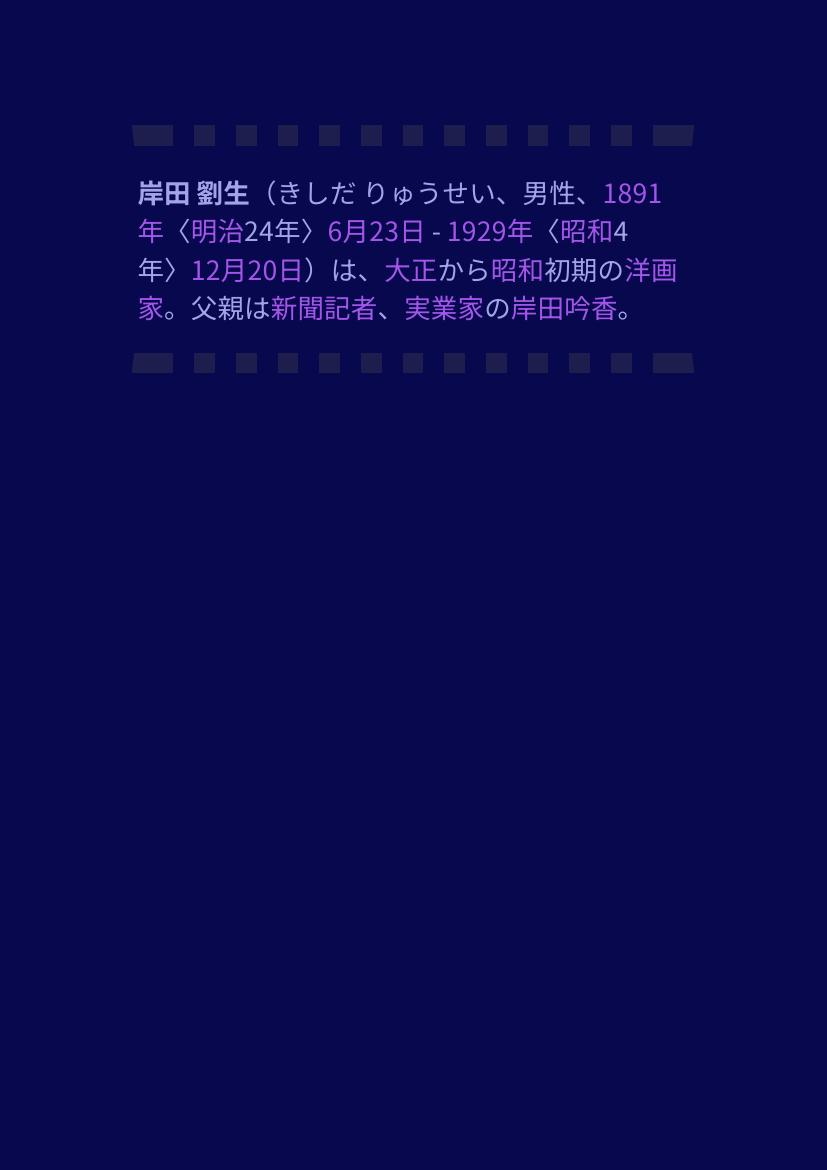 岸田 劉生（きしだ りゅうせい、男性、1891
年〈明治24年〉6月23日 - 1929年〈昭和4
年〉12月20日）は、大正から昭和初期の洋画
家。父親は新聞記者、実業家の岸田吟香。